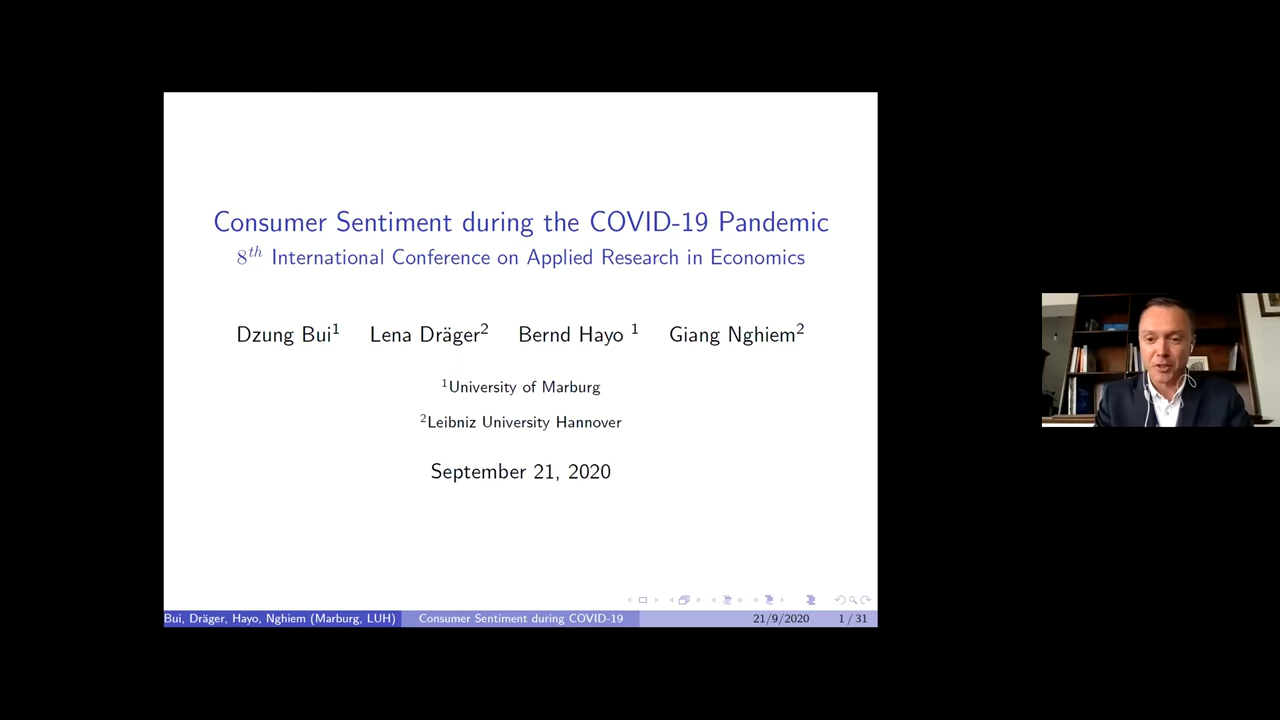 Consumer Sentiment during the COVID-19 Pandemic
8th International Conference on Applied Research in Economics
Dzung Bui1 Lena Dräger2 Bernd Hayo 1 Giang Nghiem2
1University of Marburg
2Leibniz University Hannover
September 21, 2020
Bui, Dräger, Hayo, Nghiem (Marburg, LUH) Consumer Sentiment during COVID-19 21/9/2020 1 / 31